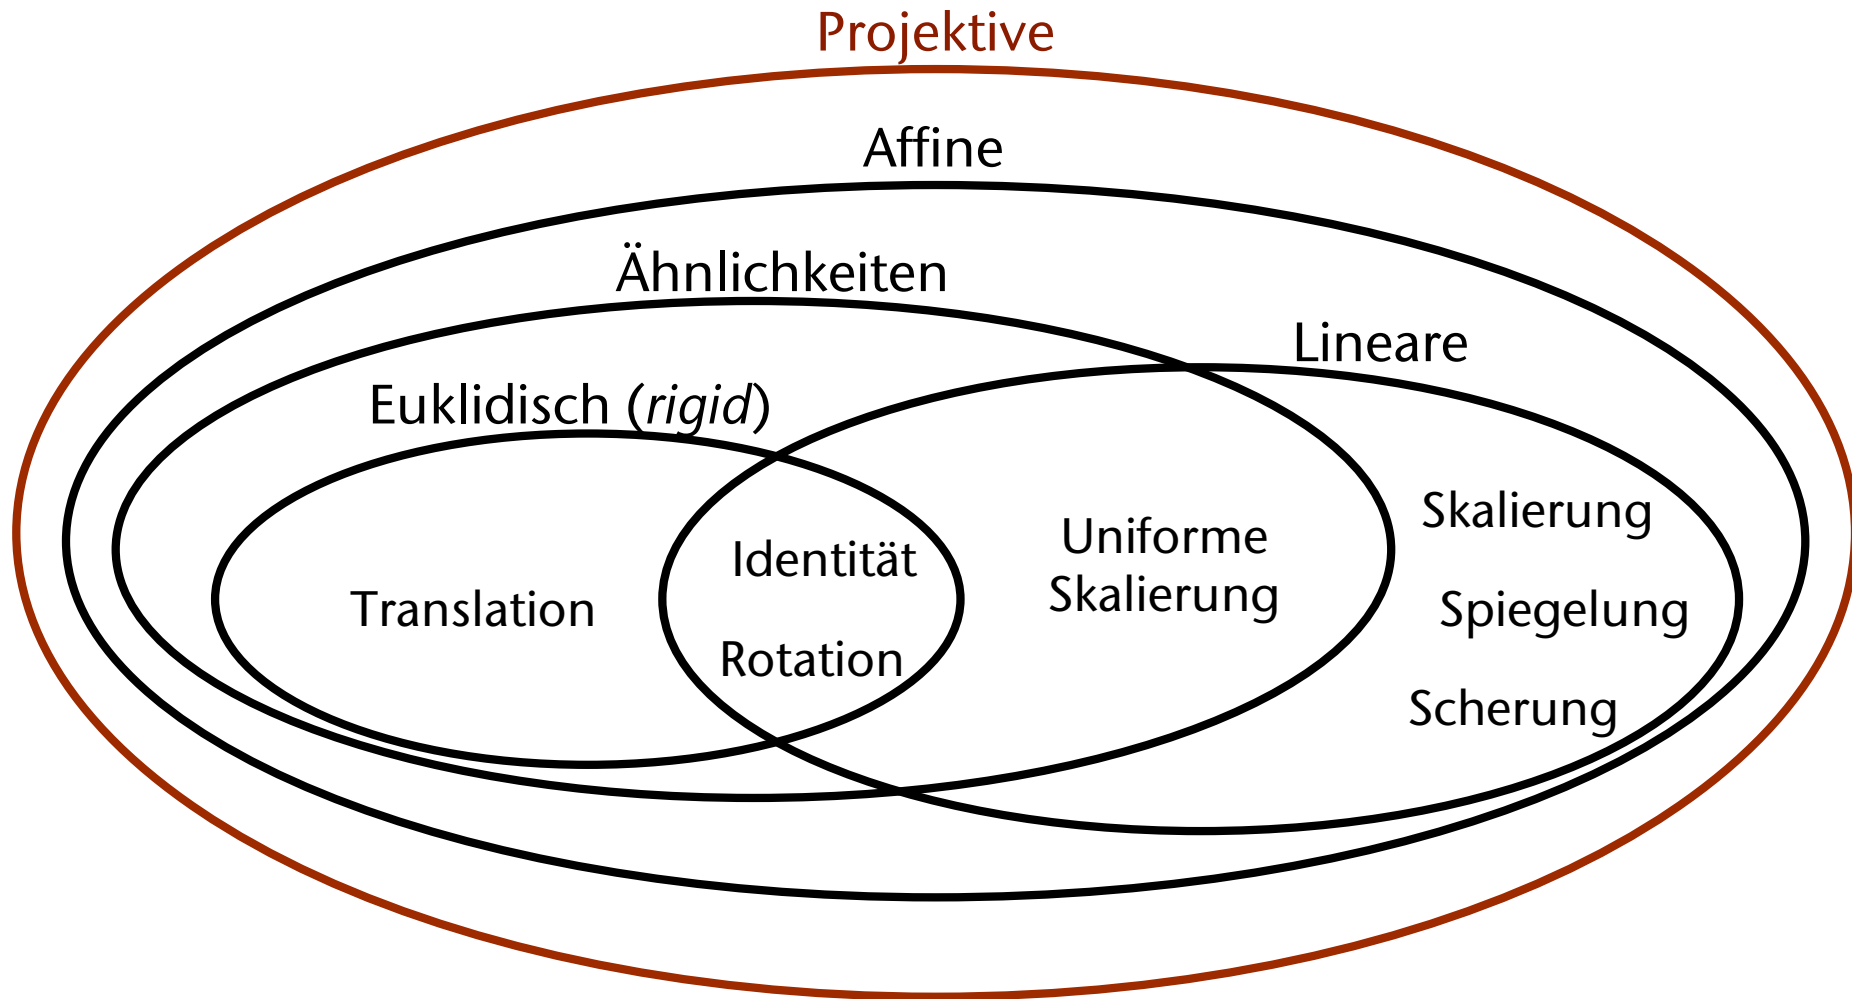 Projektive
Affine
Ähnlichkeiten
Lineare
Euklidisch (rigid)
Translation
Identität
Rotation
Uniforme
Skalierung
Skalierung
Spiegelung
Scherung